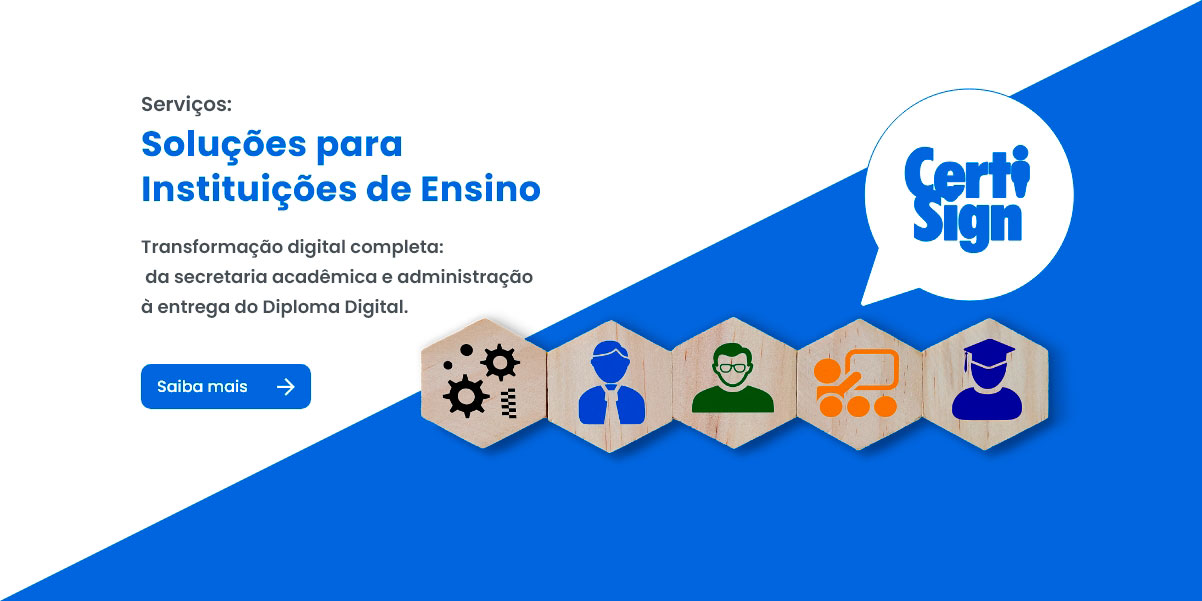 Serviços:
Soluções para
Instituições de Ensino
Transformação digital completa:
da secretaria acadêmica e administração
à entrega do Diploma Digital.
Saiba mais
Certi
Sign